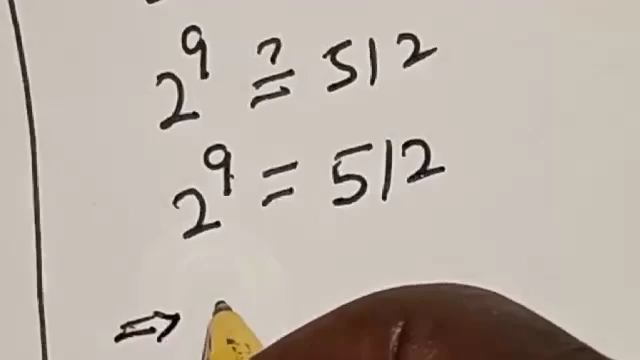 2⁹ ≟ 512
2⁹ = 512
⇒